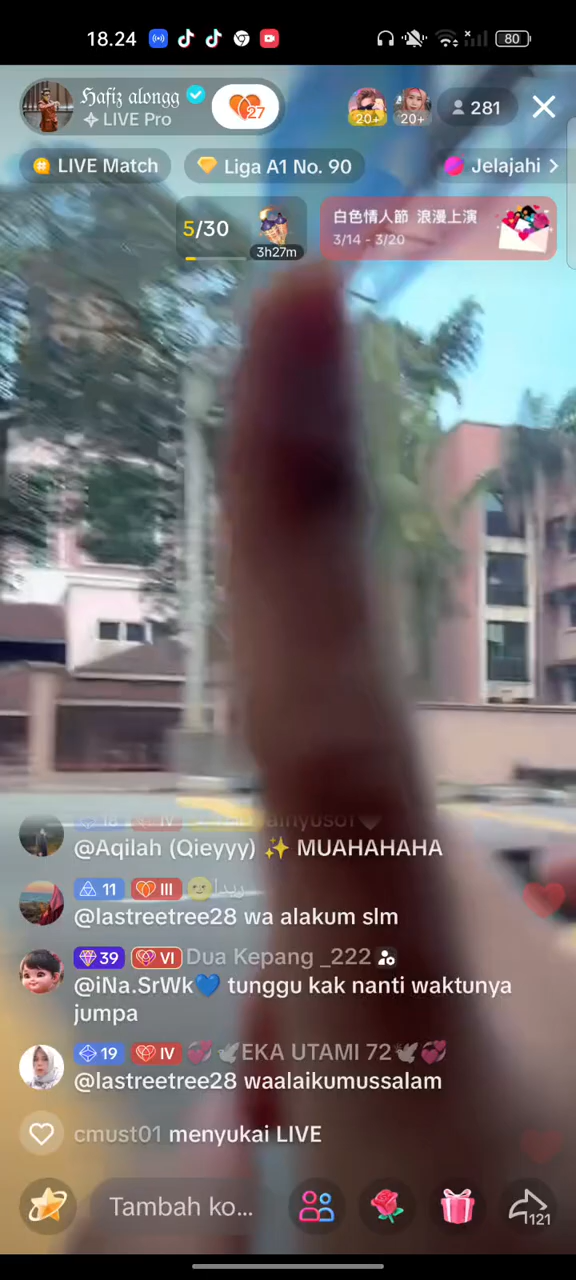 18.24
80
Hafiz alongg
LIVE Pro
27
20+
20+
281
LIVE Match
Liga A1 No. 90
Jelajahi
5/30
3h27m
白色情人節 浪漫上演
3/14 - 3/20
18 IV
@Aqilah (Qieyyy) ✨ MUAHAHAHA
11 III 🌝 ريدا
@lastreetree28 wa alakum slm
39 VI Dua Kepang _222
@iNa.SrWk💙 tunggu kak nanti waktunya
jumpa
19 IV 💞🕊EKA UTAMI 72🕊💞
@lastreetree28 waalaikumussalam
cmust01 menyukai LIVE
Tambah ko...
121